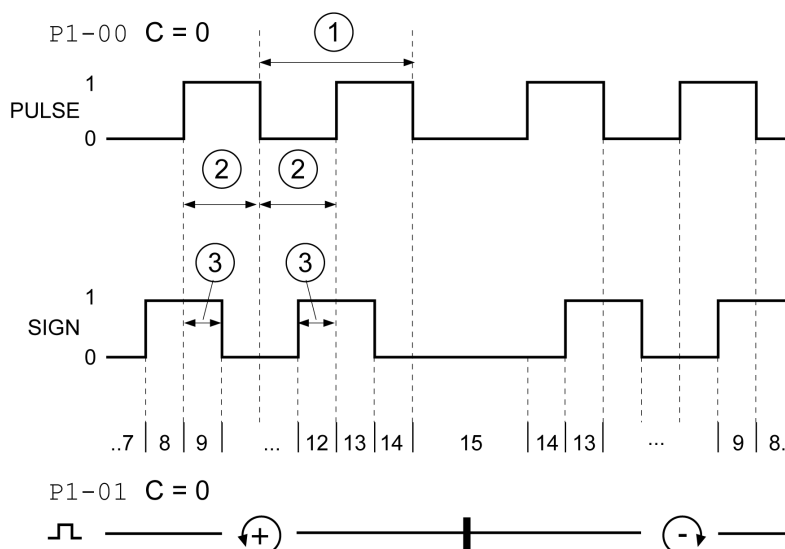 P1-00 C = 0
1
1
PULSE
0
2 2
3 3
1
SIGN
0
..7 8 9 ... 12 13 14 15 14 13 ... 9 8.
P1-01 C = 0
+ -